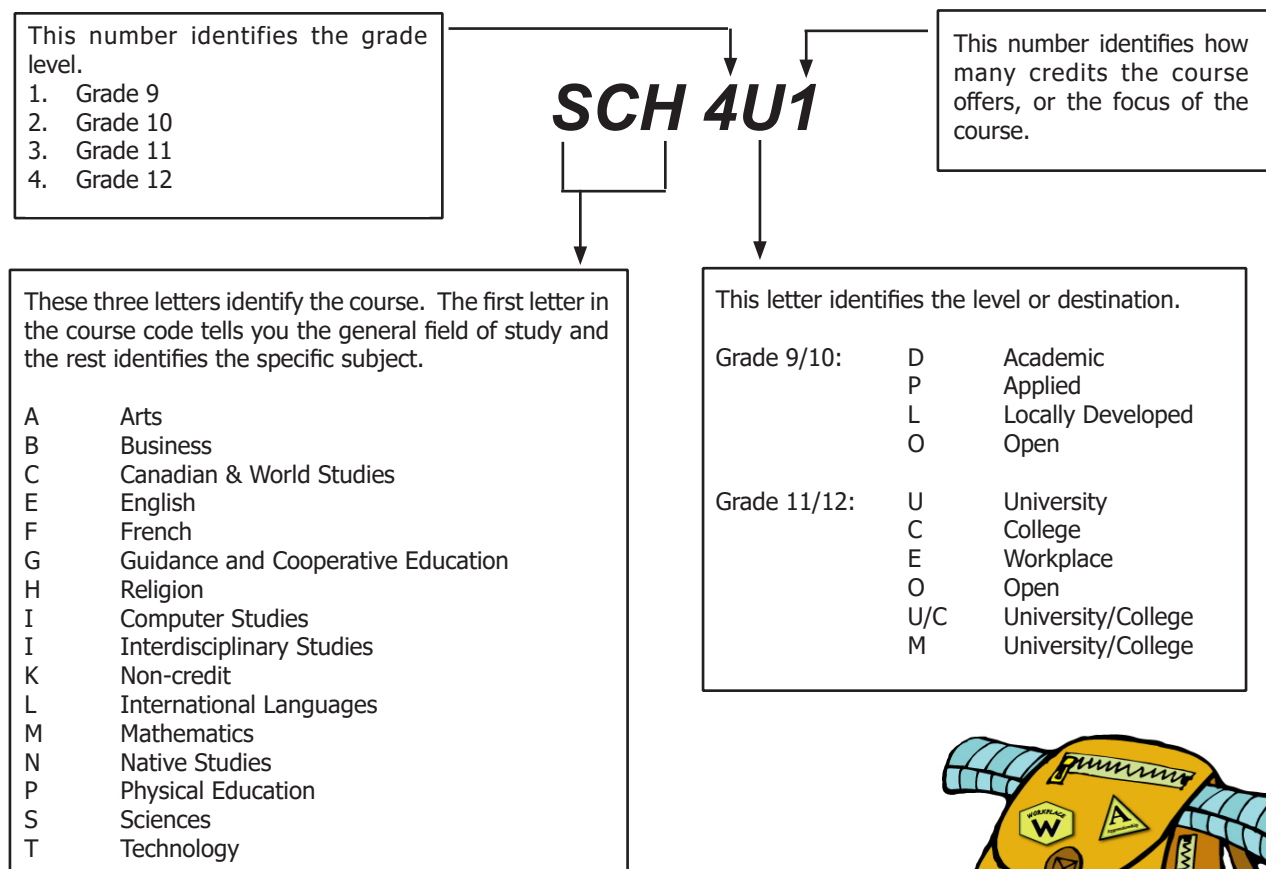 This number identifies the grade
level.
1. Grade 9
2. Grade 10
3. Grade 11
4. Grade 12
SCH 4U1
This number identifies how
many credits the course
offers, or the focus of the
course.
These three letters identify the course. The first letter in
the course code tells you the general field of study and
the rest identifies the specific subject.
A Arts
B Business
C Canadian & World Studies
E English
F French
G Guidance and Cooperative Education
H Religion
I Computer Studies
I Interdisciplinary Studies
K Non-credit
L International Languages
M Mathematics
N Native Studies
P Physical Education
S Sciences
T Technology
This letter identifies the level or destination.
Grade 9/10: D Academic
P Applied
L Locally Developed
O Open
Grade 11/12: U University
C College
E Workplace
O Open
U/C University/College
M University/College
WORKPLACE
W
A
Apprenticeship